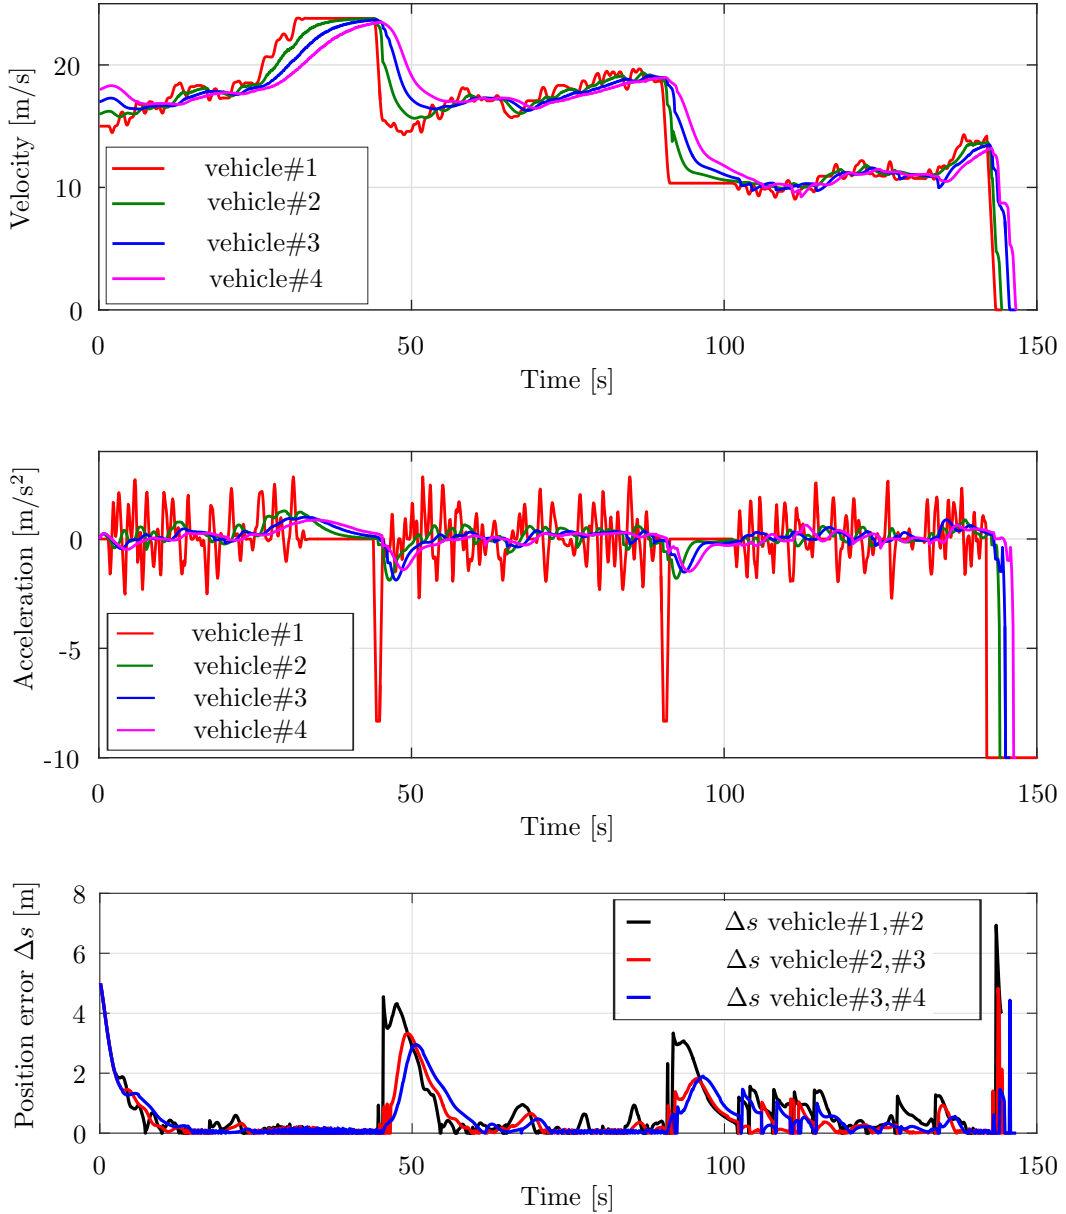 20
10
0
Velocity [m/s]
vehicle#1
vehicle#2
vehicle#3
vehicle#4
0 50 100 150
Time [s]
0
-5
-10
Acceleration [m/s²]
vehicle#1
vehicle#2
vehicle#3
vehicle#4
0 50 100 150
Time [s]
8
6
4
2
0
Position error Δs [m]
Δs vehicle#1,#2
Δs vehicle#2,#3
Δs vehicle#3,#4
0 50 100 150
Time [s]